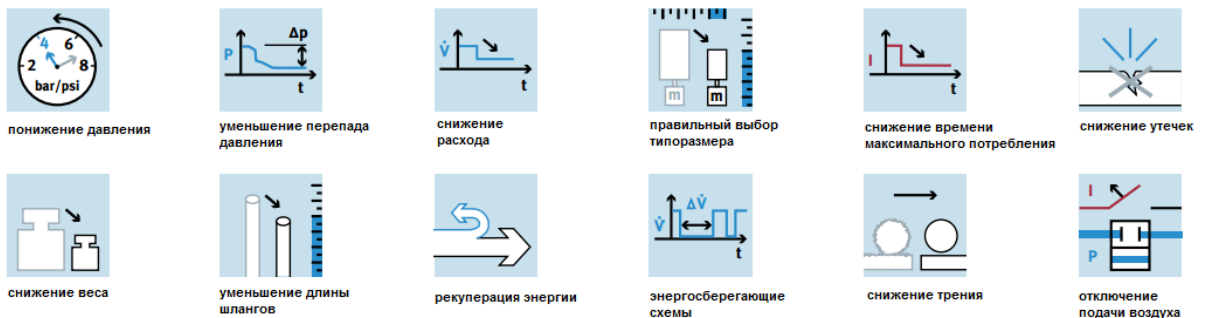 4 6
2 8
bar/psi
P Δp
t
V̇
t
m m
I
t
понижение давления
уменьшение перепада
давления
снижение
расхода
правильный выбор
типоразмера
снижение времени
максимального потребления
снижение утечек
V̇ ΔV̇
t
I
P
снижение веса
уменьшение длины
шлангов
рекуперация энергии
энергосберегающие
схемы
снижение трения
отключение
подачи воздуха